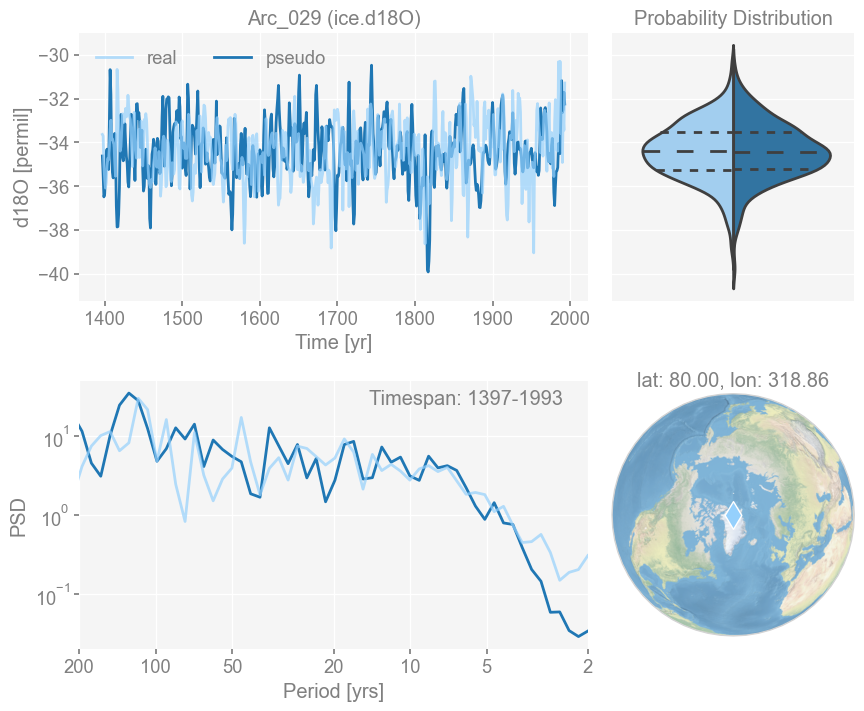 Arc_029 (ice.d18O)
real
pseudo
d18O [permil]
−30
−32
−34
−36
−38
−40
1400
1500
1600
1700
1800
1900
2000
Time [yr]
Probability Distribution
Timespan: 1397-1993
PSD
10¹
10⁰
10⁻¹
200
100
50
20
10
5
2
Period [yrs]
lat: 80.00, lon: 318.86